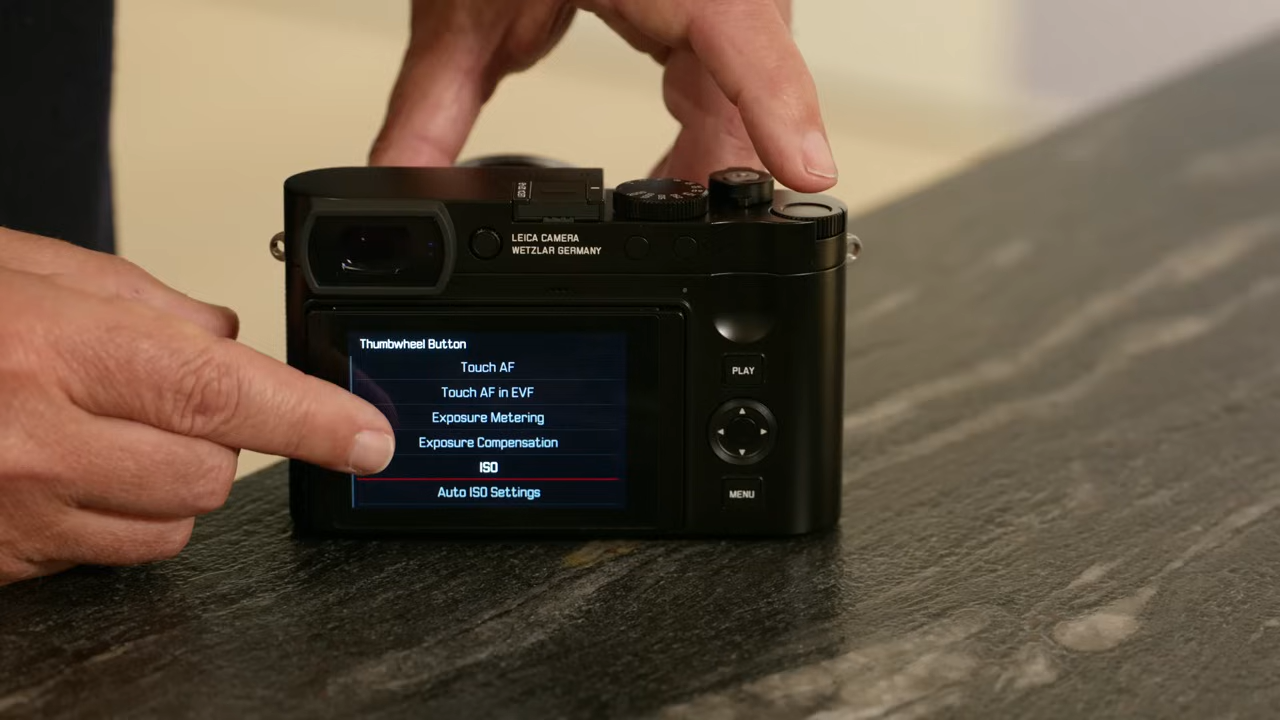 LEICA CAMERA
WETZLAR GERMANY
Thumbwheel Button
Touch AF
Touch AF in EVF
Exposure Metering
Exposure Compensation
ISO
Auto ISO Settings
PLAY
MENU